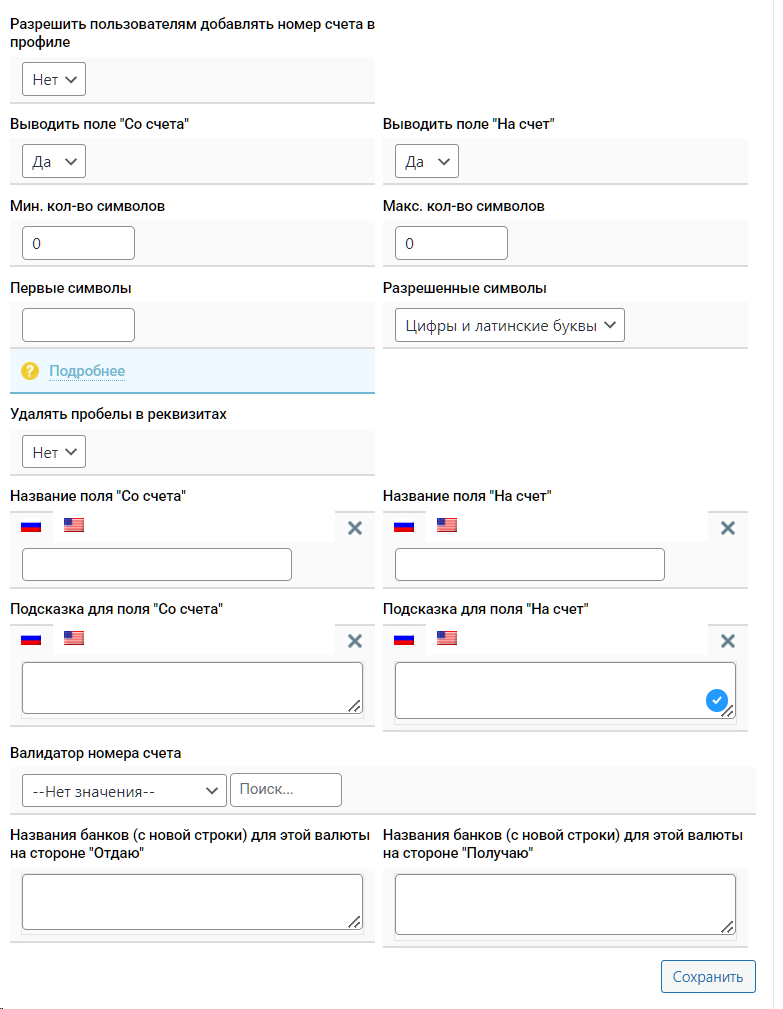 Разрешить пользователям добавлять номер счета в
профиле
Нет
Выводить поле "Со счета"
Выводить поле "На счет"
Да
Да
Мин. кол-во символов
Макс. кол-во символов
0
0
Первые символы
Разрешенные символы
Цифры и латинские буквы
? Подробнее
Удалять пробелы в реквизитах
Нет
Название поля "Со счета"
Название поля "На счет"
Подсказка для поля "Со счета"
Подсказка для поля "На счет"
Валидатор номера счета
--Нет значения--
Поиск...
Названия банков (с новой строки) для этой валюты
на стороне "Отдаю"
Названия банков (с новой строки) для этой валюты
на стороне "Получаю"
Сохранить